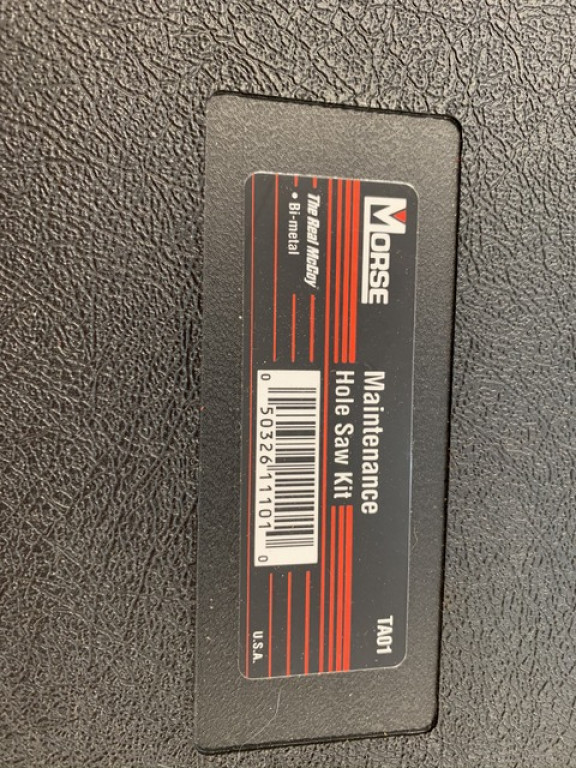 MORSE
The Real McCoy
• Bi-metal
Maintenance
Hole Saw Kit
TA01
0 50326 11101 0
U.S.A.